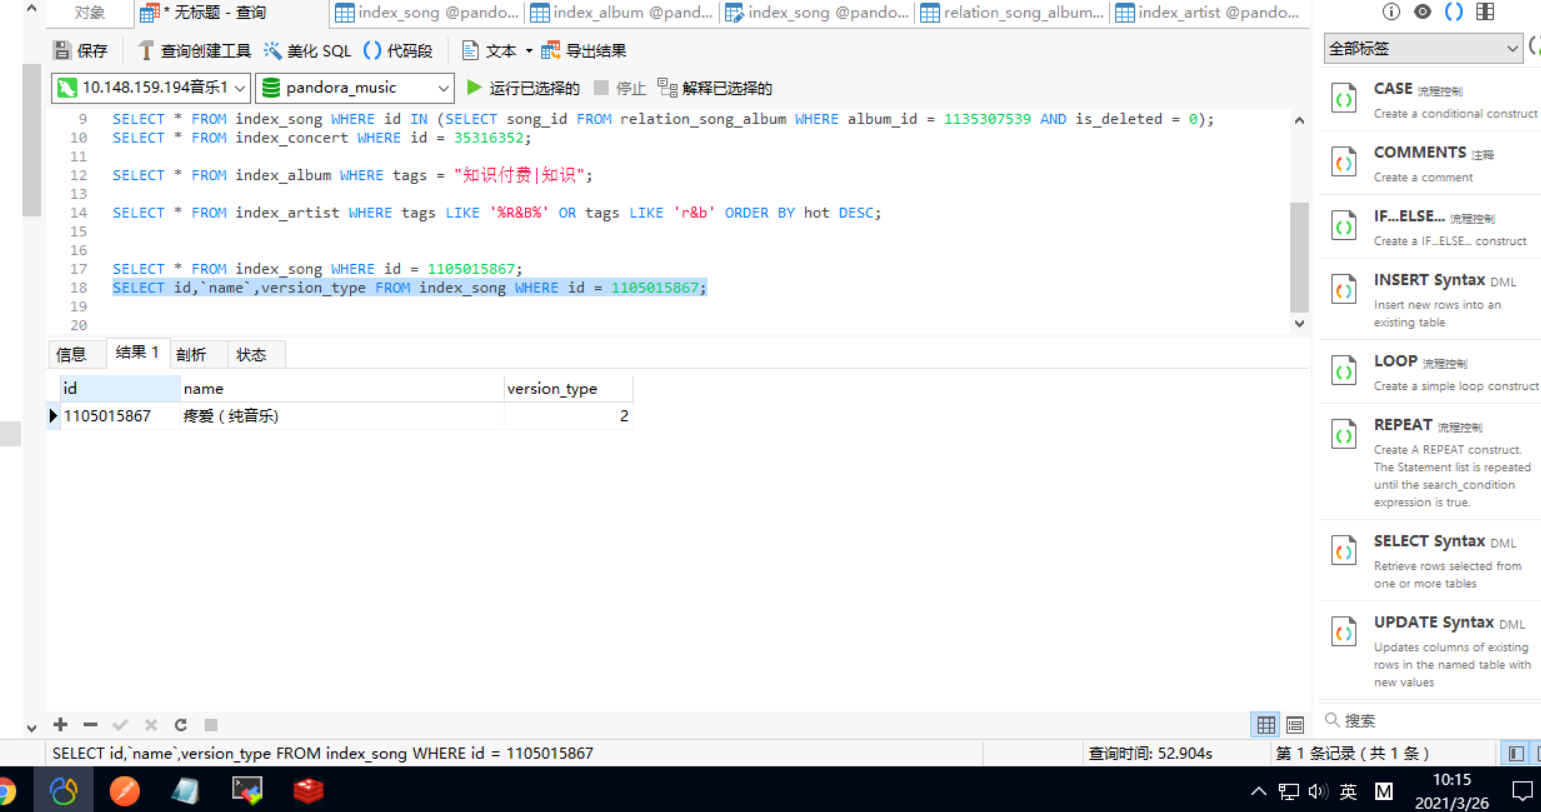 对象
* 无标题 - 查询
index_song @pando...
index_album @pand...
index_song @pando...
relation_song_album...
index_artist @pando...
保存
查询创建工具
美化 SQL
() 代码段
文本
导出结果
全部标签
10.148.159.194音乐1
pandora_music
运行已选择的
停止
解释已选择的
9 SELECT * FROM index_song WHERE id IN (SELECT song_id FROM relation_song_album WHERE album_id = 1135307539 AND is_deleted = 0);
10 SELECT * FROM index_concert WHERE id = 35316352;
11
12 SELECT * FROM index_album WHERE tags = "知识付费|知识";
13
14 SELECT * FROM index_artist WHERE tags LIKE '%R&B%' OR tags LIKE 'r&b' ORDER BY hot DESC;
15
16
17 SELECT * FROM index_song WHERE id = 1105015867;
18 SELECT id,`name`,version_type FROM index_song WHERE id = 1105015867;
19
20
信息
结果 1
剖析
状态
id name version_type
1105015867 疼爱 ( 纯音乐) 2
CASE 流程控制
Create a conditional construct
COMMENTS 注释
Create a comment
IF...ELSE... 流程控制
Create a IF...ELSE... construct
INSERT Syntax DML
Insert new rows into an
existing table
LOOP 流程控制
Create a simple loop construct
REPEAT 流程控制
Create A REPEAT construct.
The Statement list is repeated
until the search_condition
expression is true.
SELECT Syntax DML
Retrieve rows selected from
one or more tables
UPDATE Syntax DML
Updates columns of existing
rows in the named table with
new values
搜索
SELECT id,`name`,version_type FROM index_song WHERE id = 1105015867
查询时间: 52.904s
第 1 条记录 ( 共 1 条 )
英
M
10:15
2021/3/26